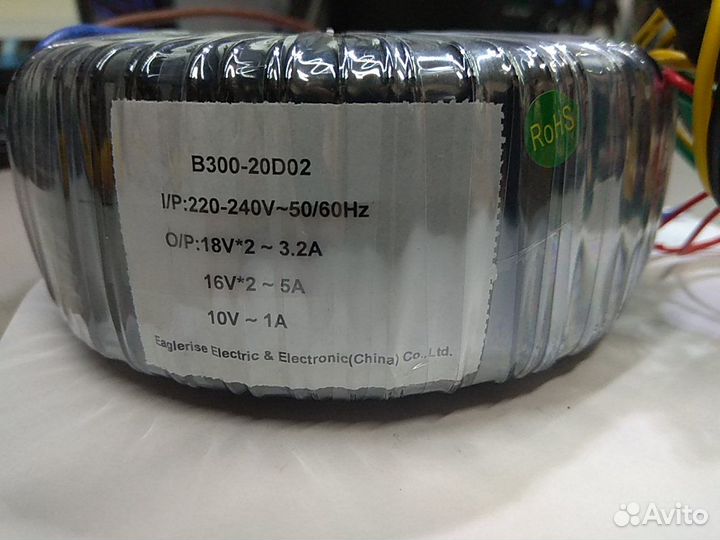 B300-20D02
RoHS
I/P:220-240V~50/60Hz
O/P:18V*2 ~ 3.2A
16V*2 ~ 5A
10V ~ 1A
Eaglerise Electric & Electronic(China) Co.,Ltd.
Avito